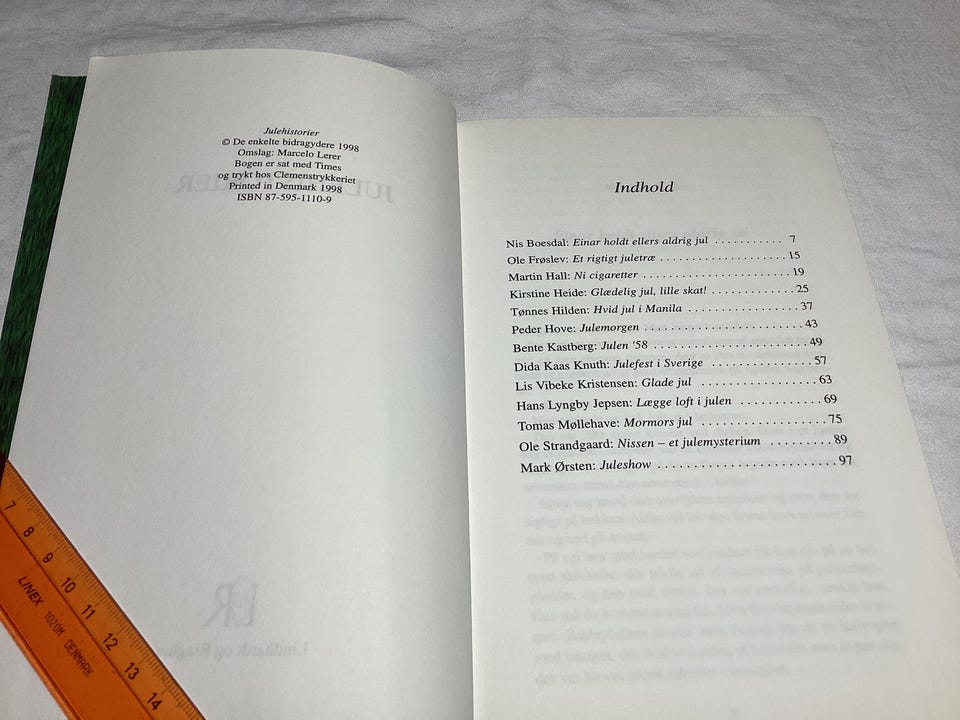 Julehistorier
© De enkelte bidragydere 1998
Omslag: Marcelo Lerer
Bogen er sat med Times
og trykt hos Clemenstrykkeriet
Printed in Denmark 1998
ISBN 87-595-1110-9
Indhold
Nis Boesdal: Einar holdt ellers aldrig jul ........... 7
Ole Frøslev: Et rigtigt juletræ .................... 15
Martin Hall: Ni cigaretter ....................... 19
Kirstine Heide: Glædelig jul, lille skat! ............. 25
Tønnes Hilden: Hvid jul i Manila ................. 37
Peder Hove: Julemorgen ........................ 43
Bente Kastberg: Julen '58 ....................... 49
Dida Kaas Knuth: Julefest i Sverige ............... 57
Lis Vibeke Kristensen: Glade jul ................. 63
Hans Lyngby Jepsen: Lægge loft i julen ............ 69
Tomas Møllehave: Mormors jul .................. 75
Ole Strandgaard: Nissen – et julemysterium ......... 89
Mark Ørsten: Juleshow .......................... 97
7 8 9 10 11 12 13 14
LINEX 1020M DENMARK